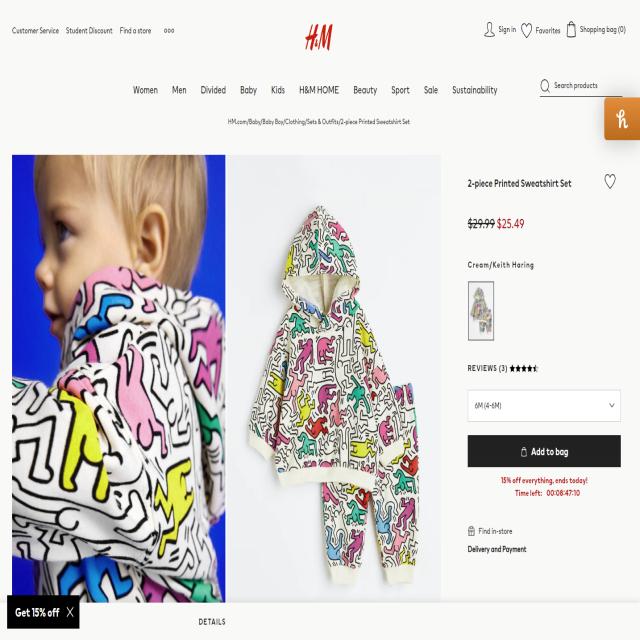 Customer Service Student Discount Find a store
H&M
Sign in Favorites Shopping bag (0)
Women Men Divided Baby Kids H&M HOME Beauty Sport Sale Sustainability
Search products
HM.com/Baby/Baby Boy/Clothing/Sets & Outfits/2-piece Printed Sweatshirt Set
h
2-piece Printed Sweatshirt Set
$29.99 $25.49
Cream/Keith Haring
REVIEWS (3)
6M (4-6M)
Add to bag
15% off everything, ends today!
Time left: 00:08:47:10
Find in-store
Delivery and Payment
Get 15% off X
DETAILS